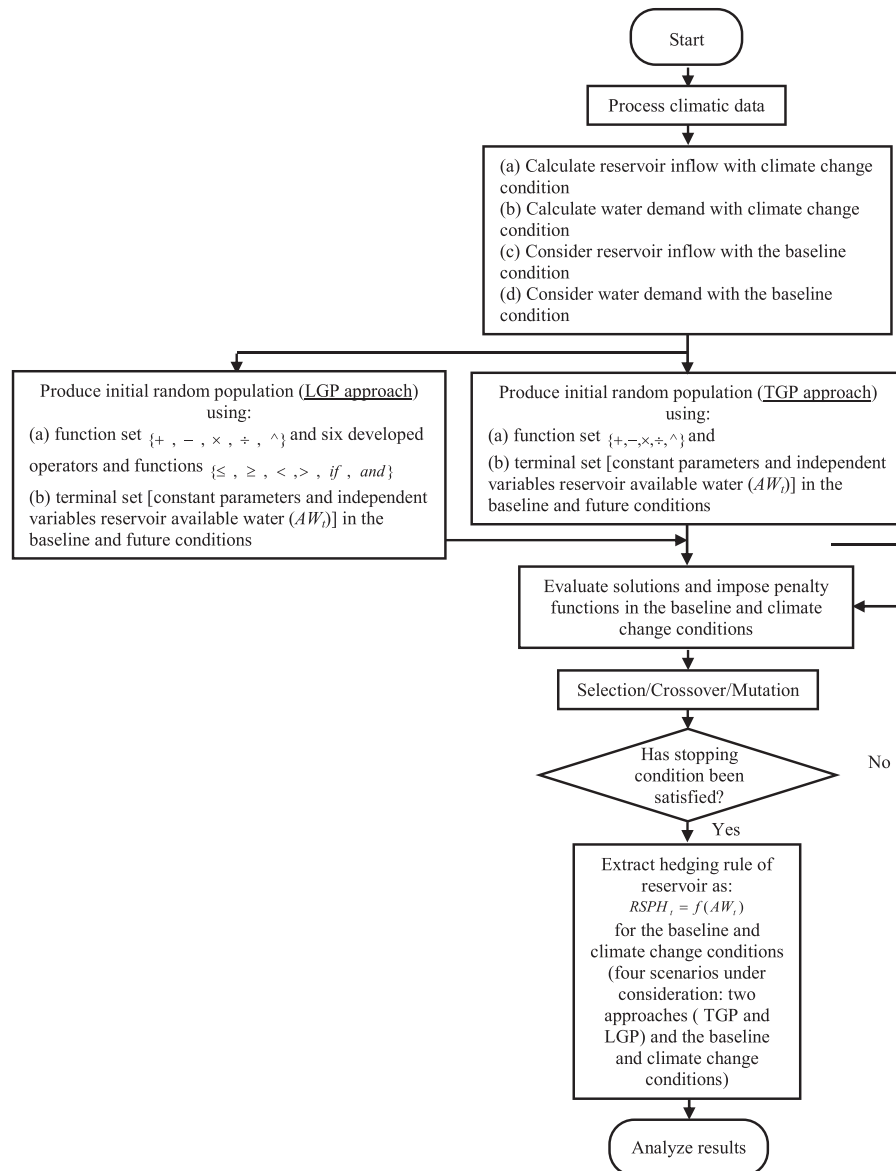 Start
Process climatic data
(a) Calculate reservoir inflow with climate change
condition
(b) Calculate water demand with climate change
condition
(c) Consider reservoir inflow with the baseline
condition
(d) Consider water demand with the baseline
condition
Produce initial random population (LGP approach)
using:
(a) function set {+ , − , × , ÷ , ^} and six developed
operators and functions {≤ , ≥ , < ,> , if , and}
(b) terminal set [constant parameters and independent
variables reservoir available water (AWt)] in the
baseline and future conditions
Produce initial random population (TGP approach)
using:
(a) function set {+,−,×,÷,^} and
(b) terminal set [constant parameters and independent
variables reservoir available water (AWt)] in the
baseline and future conditions
Evaluate solutions and impose penalty
functions in the baseline and climate
change conditions
Selection/Crossover/Mutation
Has stopping
condition been
satisfied?
No
Yes
Extract hedging rule of
reservoir as:
RSPH t = f(AWt)
for the baseline and
climate change conditions
(four scenarios under
consideration: two
approaches ( TGP and
LGP) and the baseline
and climate change
conditions)
Analyze results